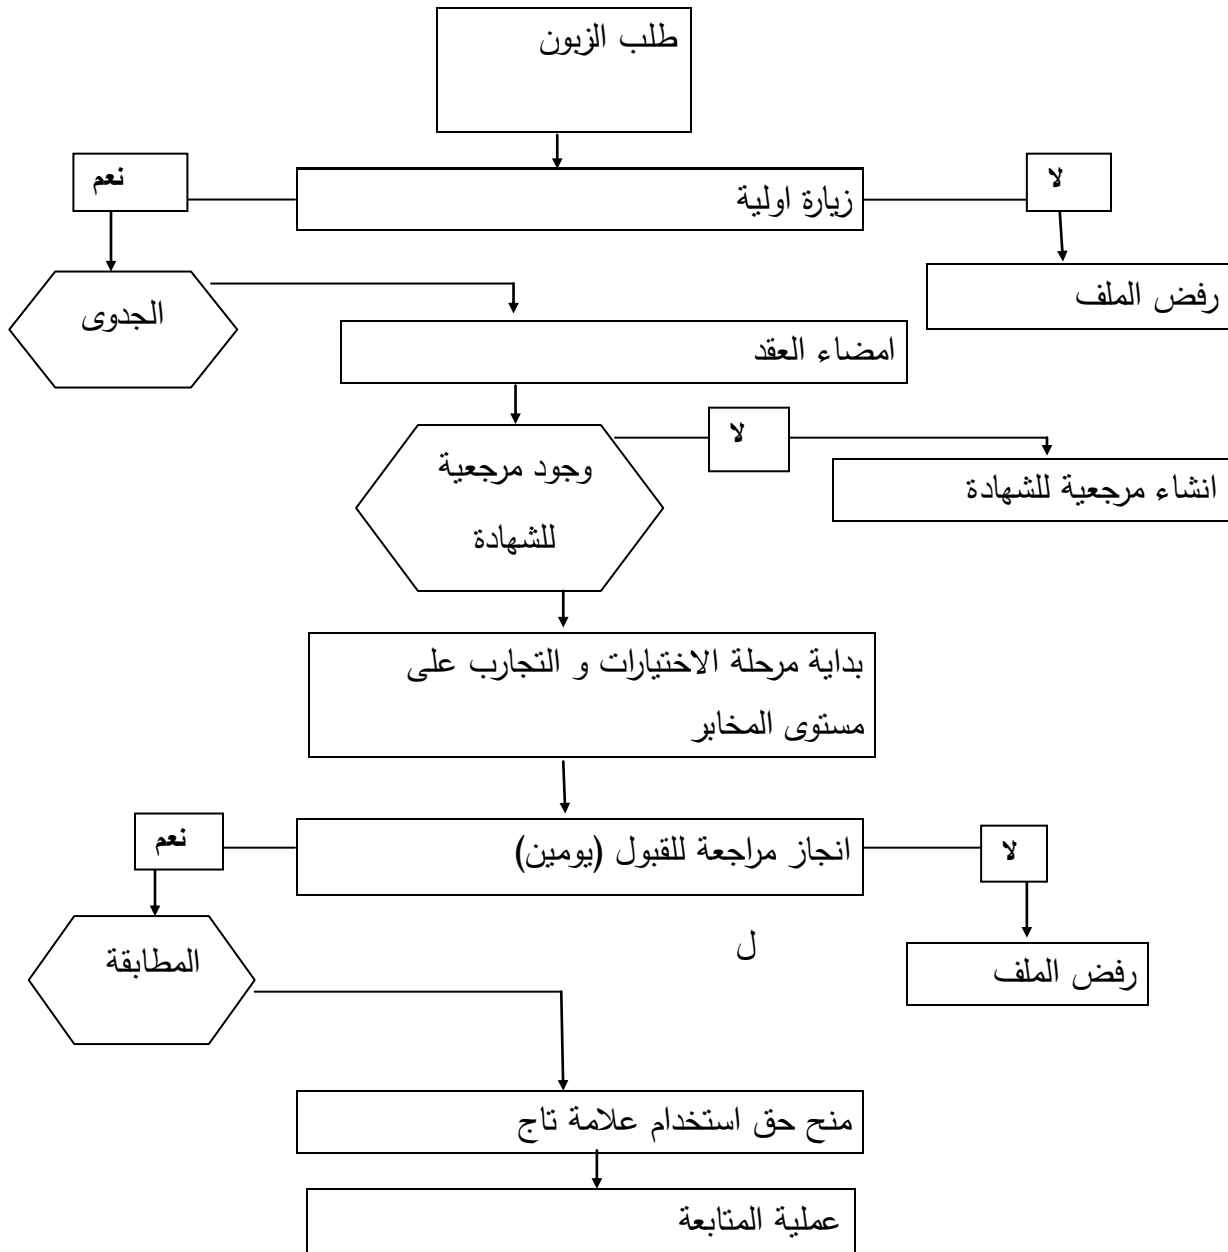 طلب الزبون
لا
نعم
زيارة اولية
رفض الملف
الجدوى
امضاء العقد
لا
وجود مرجعية
للشهادة
انشاء مرجعية للشهادة
بداية مرحلة الاختيارات و التجارب على
مستوى المخابر
لا
نعم
انجاز مراجعة للقبول (يومين)
ل
رفض الملف
المطابقة
منح حق استخدام علامة تاج
عملية المتابعة